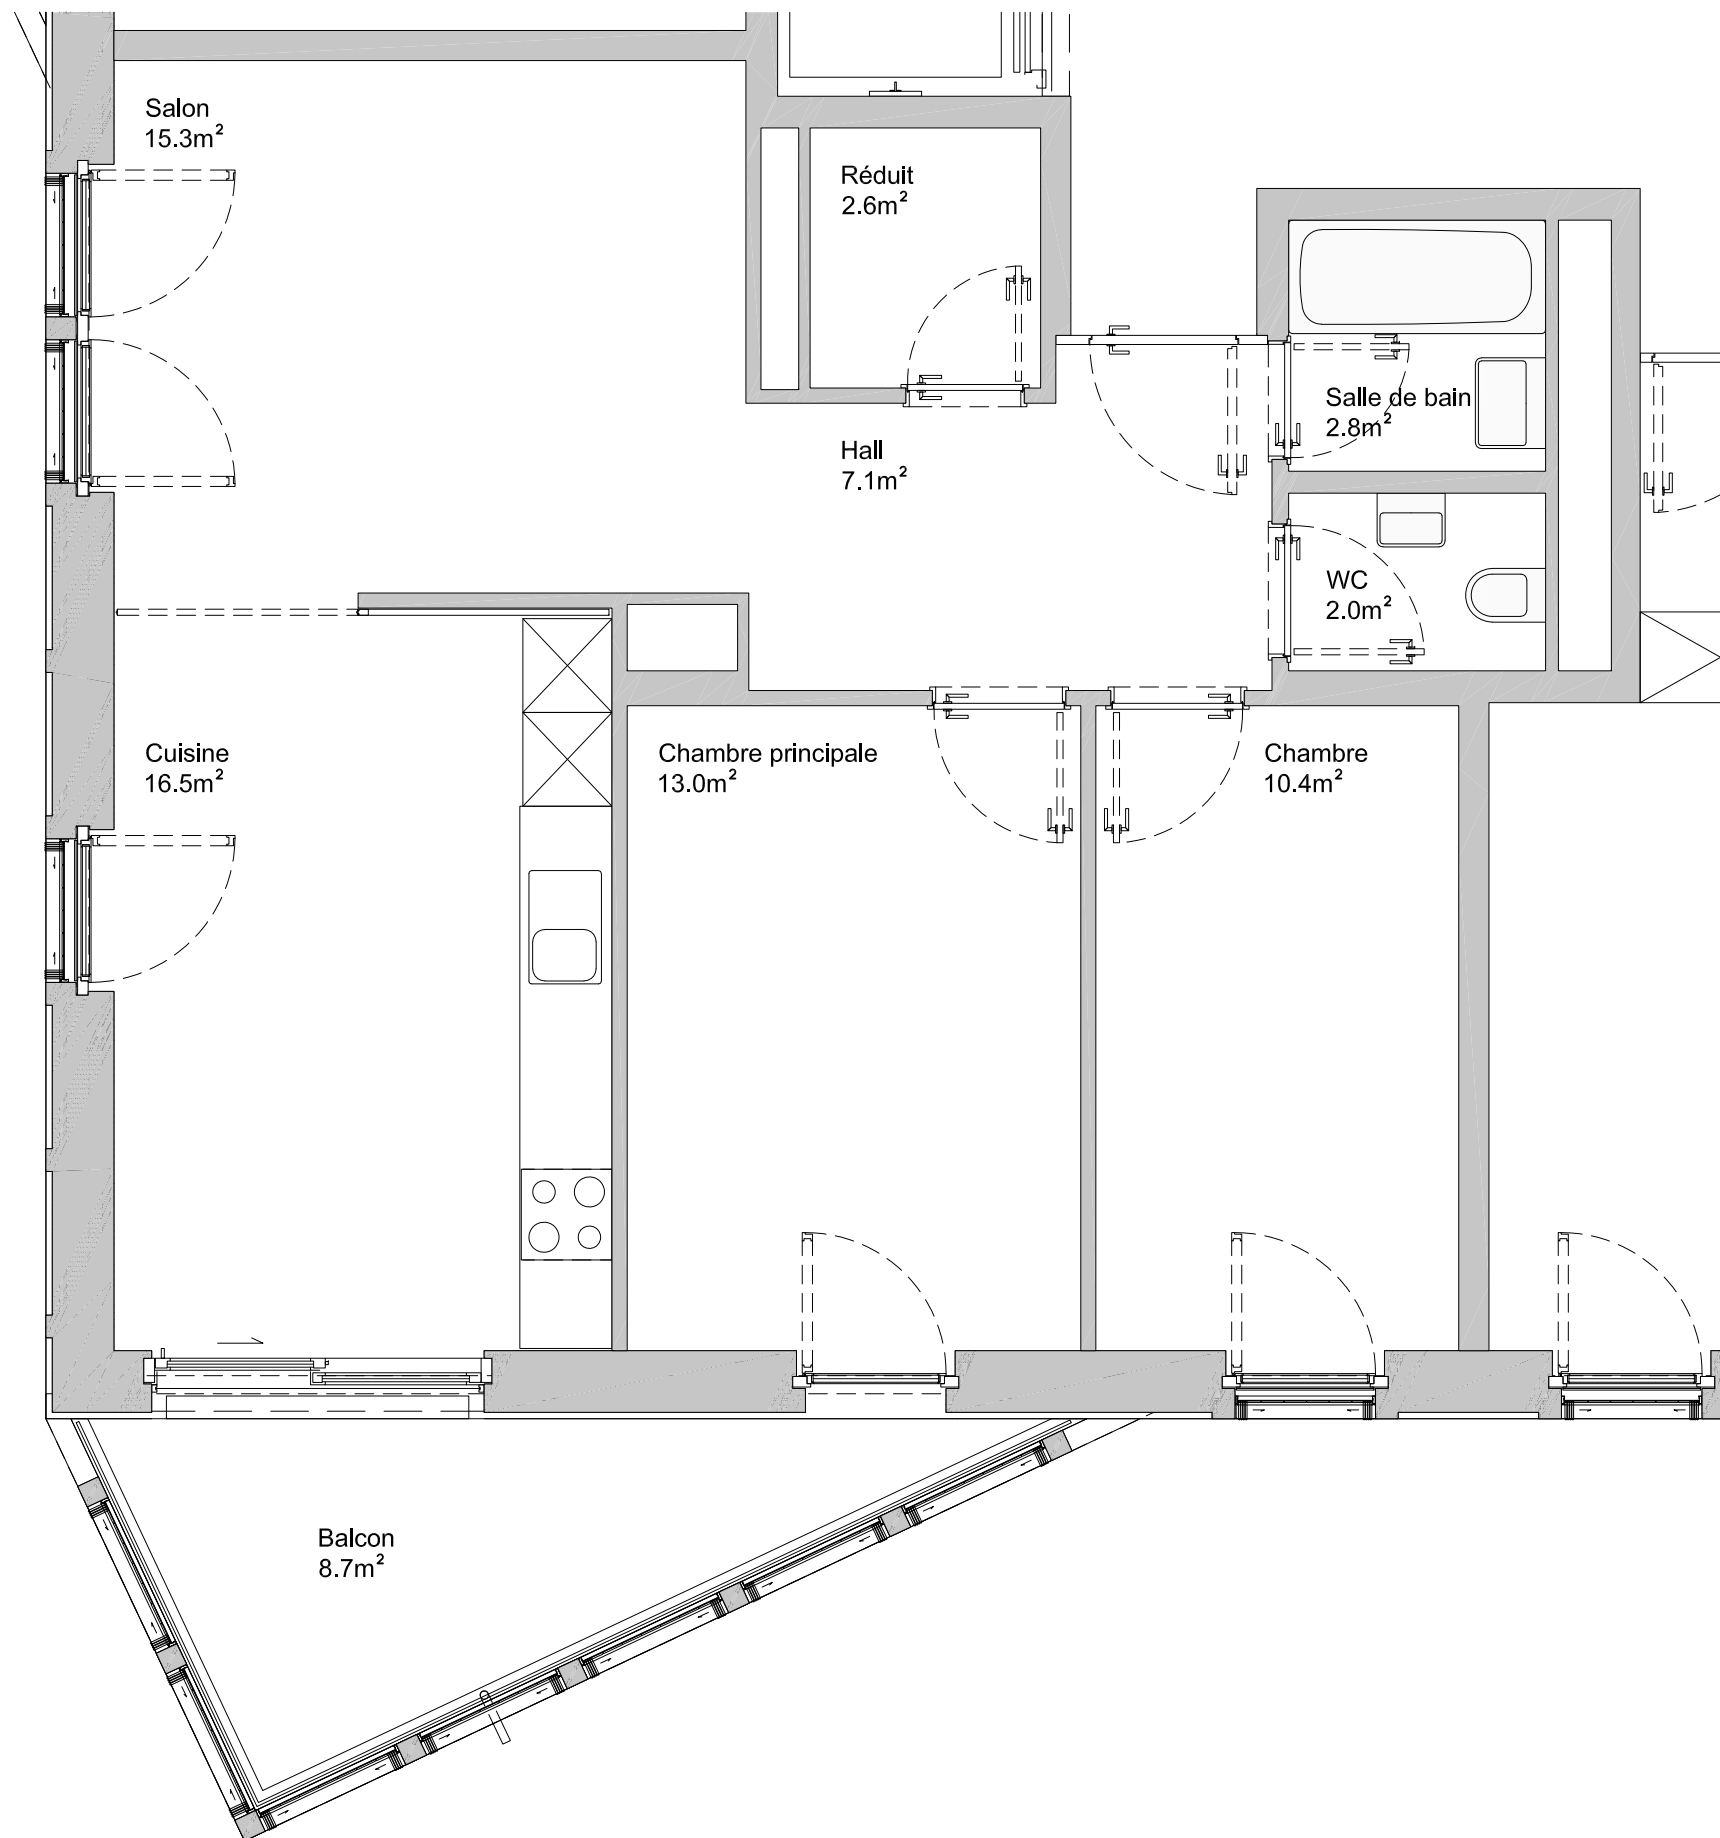 Salon
15.3m²
Réduit
2.6m²
Salle de bain
2.8m²
Hall
7.1m²
WC
2.0m²
Cuisine
16.5m²
Chambre principale
13.0m²
Chambre
10.4m²
Balcon
8.7m²